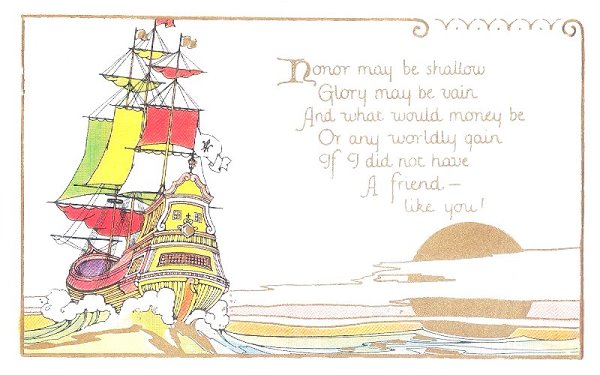 Honor may be shallow
Glory may be vain
And what would money be
Or any worldly gain
If I did not have
A friend.—
like you!